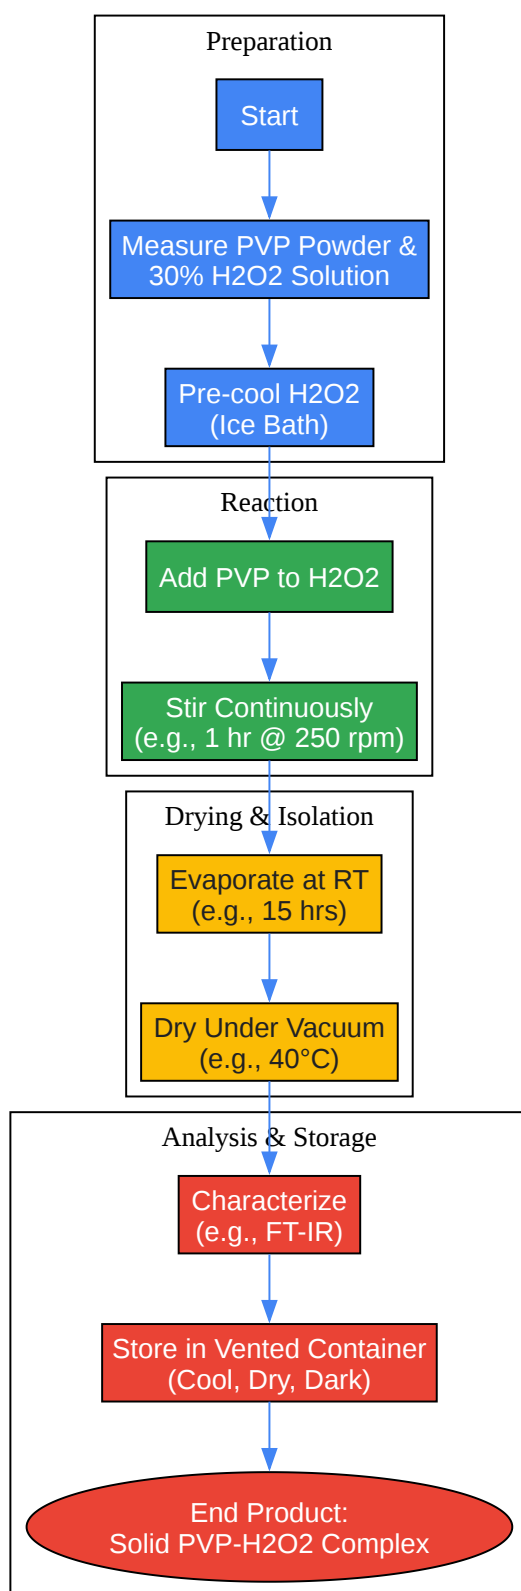 Preparation
Start
Measure PVP Powder &
30% H2O2 Solution
Pre-cool H2O2
(Ice Bath)
Reaction
Add PVP to H2O2
Stir Continuously
(e.g., 1 hr @ 250 rpm)
Drying & Isolation
Evaporate at RT
(e.g., 15 hrs)
Dry Under Vacuum
(e.g., 40°C)
Analysis & Storage
Characterize
(e.g., FT-IR)
Store in Vented Container
(Cool, Dry, Dark)
End Product:
Solid PVP-H2O2 Complex